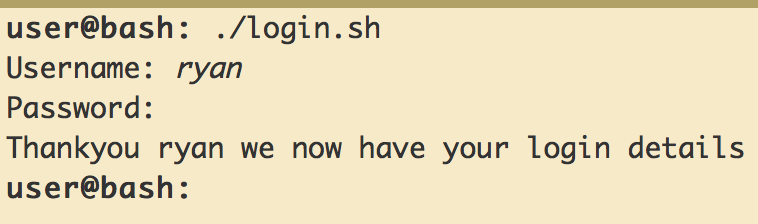 user@bash: ./login.sh
Username: ryan
Password:
Thankyou ryan we now have your login details
user@bash: